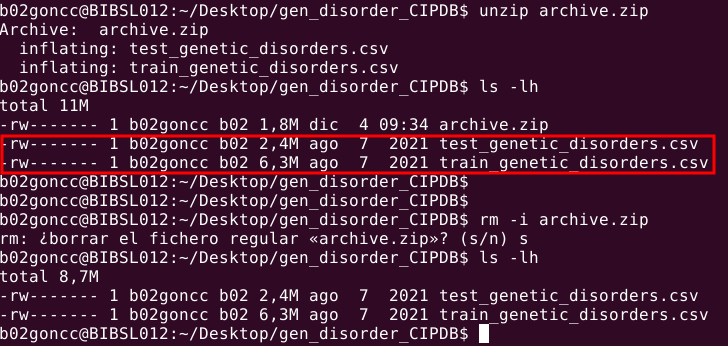 b02goncc@BIBSL012:~/Desktop/gen_disorder_CIPDB$ unzip archive.zip
Archive:  archive.zip
  inflating: test_genetic_disorders.csv
  inflating: train_genetic_disorders.csv
b02goncc@BIBSL012:~/Desktop/gen_disorder_CIPDB$ ls -lh
total 11M
-rw------- 1 b02goncc b02 1,8M dic  4 09:34 archive.zip
-rw------- 1 b02goncc b02 2,4M ago  7  2021 test_genetic_disorders.csv
-rw------- 1 b02goncc b02 6,3M ago  7  2021 train_genetic_disorders.csv
b02goncc@BIBSL012:~/Desktop/gen_disorder_CIPDB$
b02goncc@BIBSL012:~/Desktop/gen_disorder_CIPDB$
b02goncc@BIBSL012:~/Desktop/gen_disorder_CIPDB$ rm -i archive.zip
rm: ¿borrar el fichero regular «archive.zip»? (s/n) s
b02goncc@BIBSL012:~/Desktop/gen_disorder_CIPDB$ ls -lh
total 8,7M
-rw------- 1 b02goncc b02 2,4M ago  7  2021 test_genetic_disorders.csv
-rw------- 1 b02goncc b02 6,3M ago  7  2021 train_genetic_disorders.csv
b02goncc@BIBSL012:~/Desktop/gen_disorder_CIPDB$